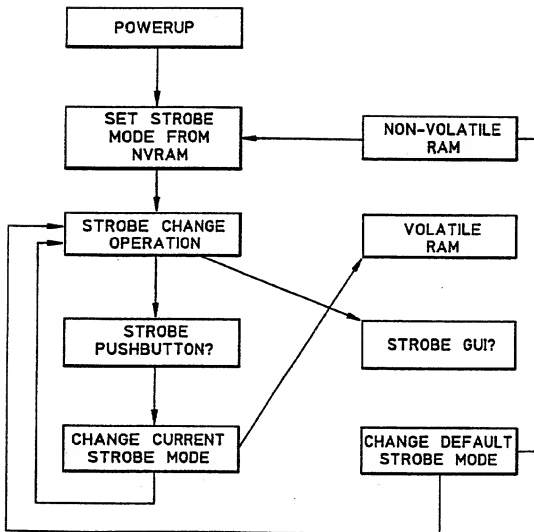 POWERUP
SET STROBE
MODE FROM
NVRAM
NON-VOLATILE
RAM
STROBE CHANGE
OPERATION
VOLATILE
RAM
STROBE
PUSHBUTTON?
STROBE GUI?
CHANGE CURRENT
STROBE MODE
CHANGE DEFAULT
STROBE MODE